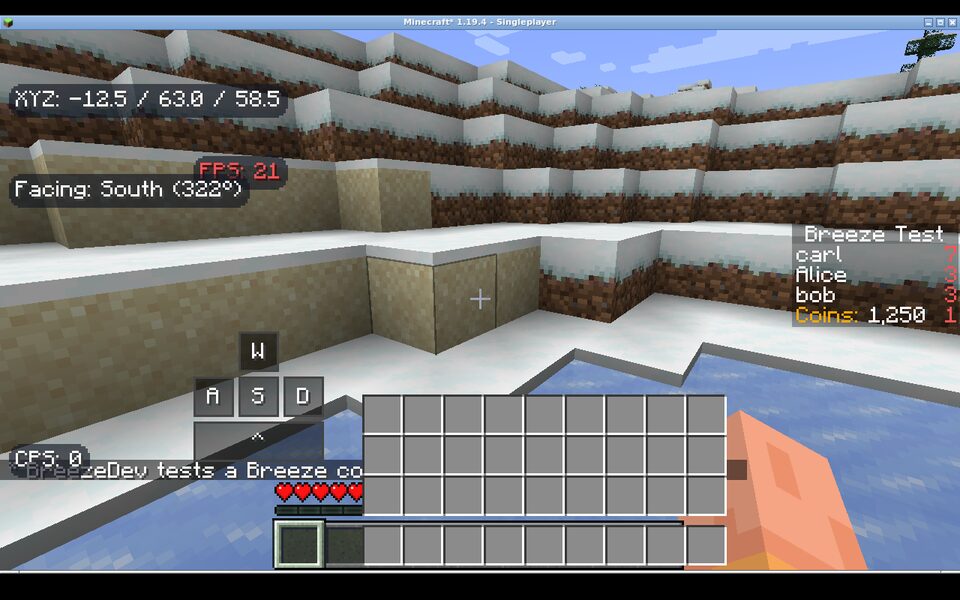 Minecraft* 1.19.4 - Singleplayer
XYZ: -12.5 / 63.0 / 58.5
FPS: 21
Facing: South (322°)
Breeze Test
carl 7
Alice 3
bob 3
Coins: 1,250 1
W
A S D
^
CPS: 0
BreezeDev tests a Breeze co